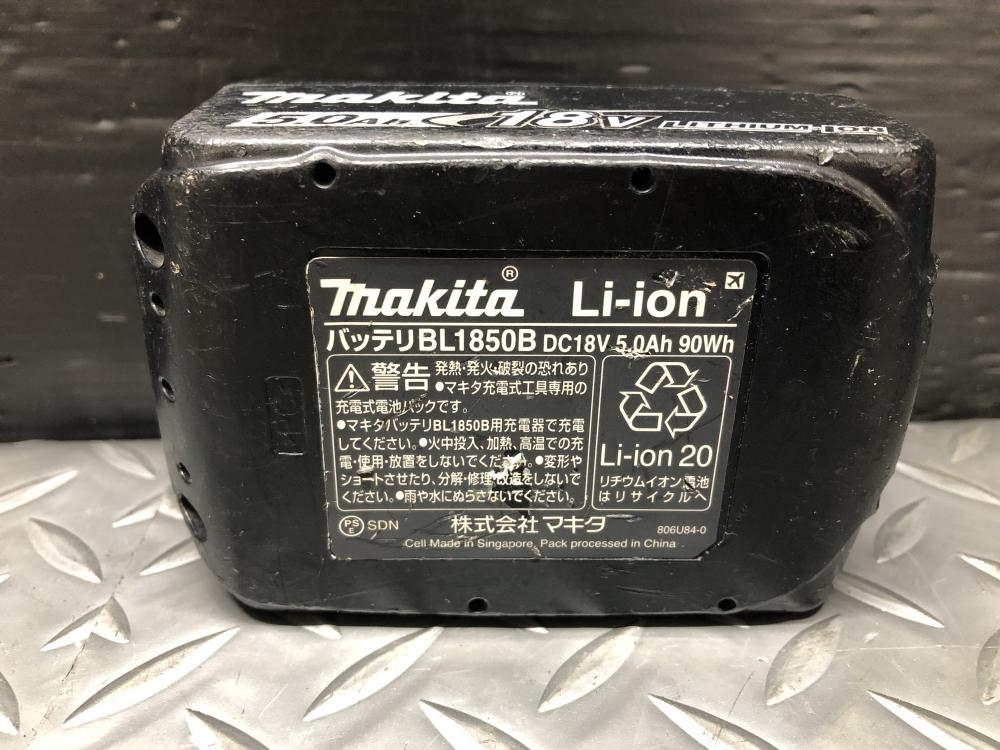 makita®
5.0Ah 18V LITHIUM-ION
makita® Li-ion
バッテリBL1850B DC18V 5.0Ah 90Wh
警告 発熱・発火・破裂の恐れあり
●マキタ充電式工具専用の
充電式電池パックです。
●マキタバッテリBL1850B用充電器で充電
してください。●火中投入、加熱、高温での充
電・使用・放置をしないでください。●変形や
ショートさせたり、分解・修理・改造をしないで
ください。●雨や水にぬらさないでください。
Li-ion 20
リチウムイオン電池
はリサイクルへ
PSE SDN 株式会社 マキタ 806U84-0
Cell Made in Singapore, Pack processed in China